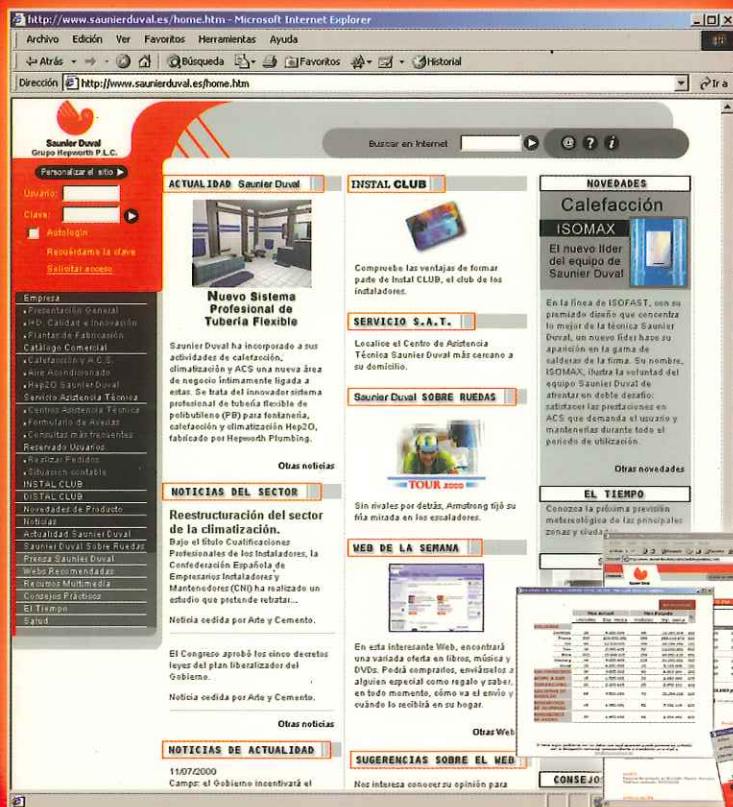 http://www.saunierduval.es/home.htm - Microsoft Internet Explorer
Archivo Edición Ver Favoritos Herramientas Ayuda
Atrás Búsqueda Favoritos Historial
Dirección http://www.saunierduval.es/home.htm Ir a
Saunier Duval
Grupo Hepworth P.L.C.
Buscar en Internet
Personalizar el sitio
Usuario:
Clave:
Autologin
Recuérdame la clave
Solicitar acceso
Empresa
Presentación General
I+D, Calidad e Innovación
Plantas de Fabricación
Catálogo Comercial
Calefacción y A.C.S.
Aire Acondicionado
Hep2O Saunier Duval
Servicio Asistencia Técnica
Centros Asistencia Técnica
Formulario de Averías
Consultas más frecuentes
Reservado Usuarios
Realizar Pedidos
Situación contable
INSTAL CLUB
DISTAL CLUB
Novedades de Producto
Noticias
Actualidad Saunier Duval
Saunier Duval Sobre Ruedas
Prensa Saunier Duval
Webs Recomendadas
Recursos Multimedia
Consejos Prácticos
El Tiempo
Salud
ACTUALIDAD Saunier Duval
Nuevo Sistema
Profesional de
Tubería Flexible
Saunier Duval ha incorporado a sus
actividades de calefacción,
climatización y ACS una nueva área
de negocio íntimamente ligada a
estas. Se trata del innovador sistema
profesional de tubería flexible de
polibutileno (PB) para fontanería,
calefacción y climatización Hep2O,
fabricado por Hepworth Plumbing.
Otras noticias
NOTICIAS DEL SECTOR
Reestructuración del sector
de la climatización.
Bajo el título Cualificaciones
Profesionales de los Instaladores, la
Confederación Española de
Empresarios Instaladores y
Mantenedores (CNI) ha realizado un
estudio que pretende retratar...
Noticia cedida por Arte y Cemento.
El Congreso aprobó los cinco decretos
leyes del plan liberalizador del
Gobierno.
Noticia cedida por Arte y Cemento.
Otras noticias
NOTICIAS DE ACTUALIDAD
11/07/2000
Camps: el Gobierno incentivará el
INSTAL CLUB
Compruebe las ventajas de formar
parte de Instal CLUB, el club de los
instaladores.
SERVICIO S.A.T.
Localice el Centro de Asistencia
Técnica Saunier Duval más cercano a
su domicilio.
Saunier Duval SOBRE RUEDAS
TOUR 2000
Sin rivales por detrás, Armstrong fijó su
fría mirada en los escaladores.
WEB DE LA SEMANA
En esta interesante Web, encontrará
una variada oferta en libros, música y
DVDs. Podrá comprarlos, enviárselos a
alguien especial como regalo y saber,
en todo momento, cómo va el envío y
cuándo lo recibirá en su hogar.
Otras Web
SUGERENCIAS SOBRE EL WEB
Nos interesa conocer su opinión para
NOVEDADES
Calefacción
ISOMAX
El nuevo líder
del equipo de
Saunier Duval
En la línea de ISOFAST, con su
premiado diseño que concentra
lo mejor de la técnica Saunier
Duval, un nuevo líder hace su
aparición en la gama de
calderas de la firma. Su nombre,
ISOMAX, ilustra la voluntad del
equipo Saunier Duval de
afrontar un doble desafío:
satisfacer las prestaciones en
ACS que demanda el usuario y
mantenerlas durante todo el
periodo de utilización.
Otras novedades
EL TIEMPO
Conozca la próxima previsión
meteorológica de las principales
zonas y ciudades
CONSEJO